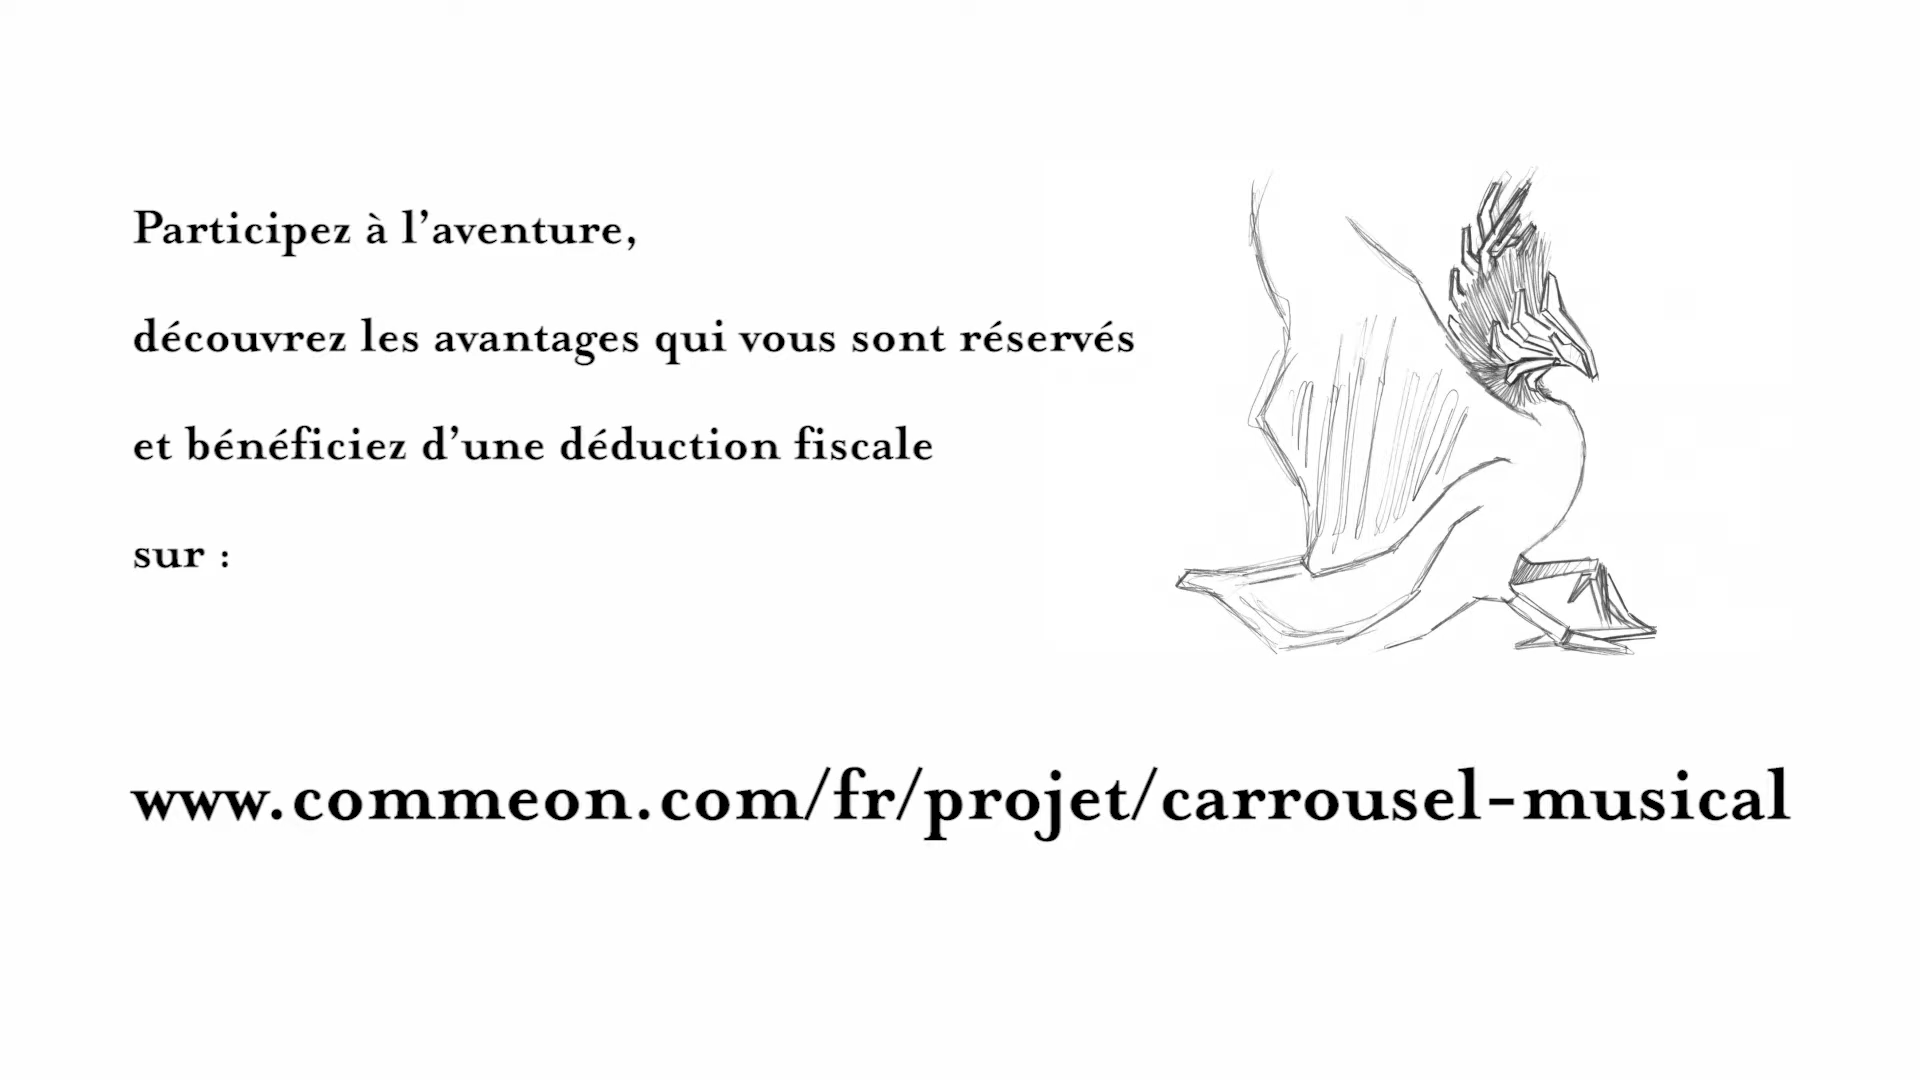 Participez à l’aventure,
découvrez les avantages qui vous sont réservés
et bénéficiez d’une déduction fiscale
sur :
www.commeon.com/fr/projet/carrousel-musical